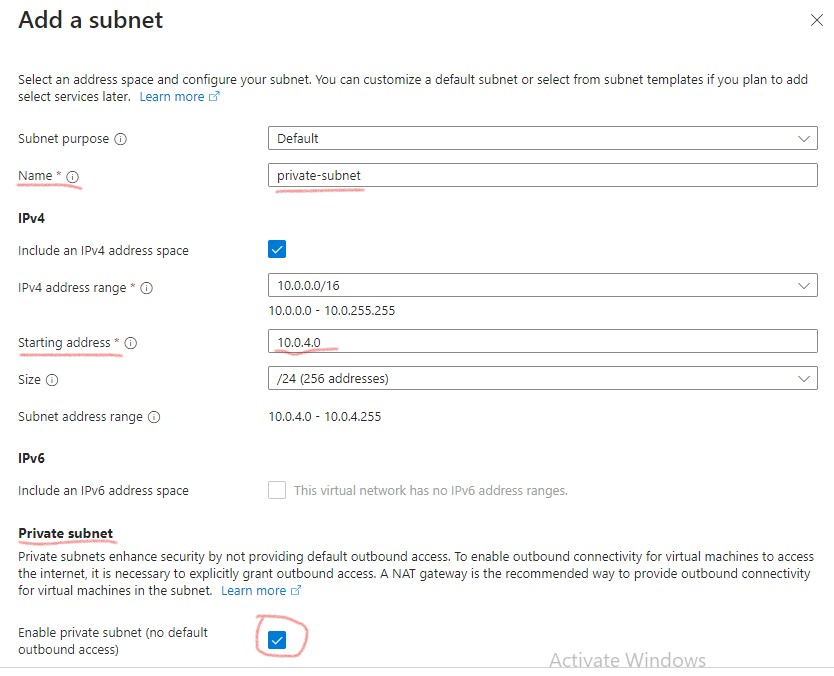 Add a subnet
Select an address space and configure your subnet. You can customize a default subnet or select from subnet templates if you plan to add
select services later. Learn more
Subnet purpose
Default
Name *
private-subnet
IPv4
Include an IPv4 address space
IPv4 address range *
10.0.0.0/16
10.0.0.0 - 10.0.255.255
Starting address *
10.0.4.0
Size
/24 (256 addresses)
Subnet address range
10.0.4.0 - 10.0.4.255
IPv6
Include an IPv6 address space
This virtual network has no IPv6 address ranges.
Private subnet
Private subnets enhance security by not providing default outbound access. To enable outbound connectivity for virtual machines to access
the internet, it is necessary to explicitly grant outbound access. A NAT gateway is the recommended way to provide outbound connectivity
for virtual machines in the subnet. Learn more
Enable private subnet (no default
outbound access)
Activate Windows